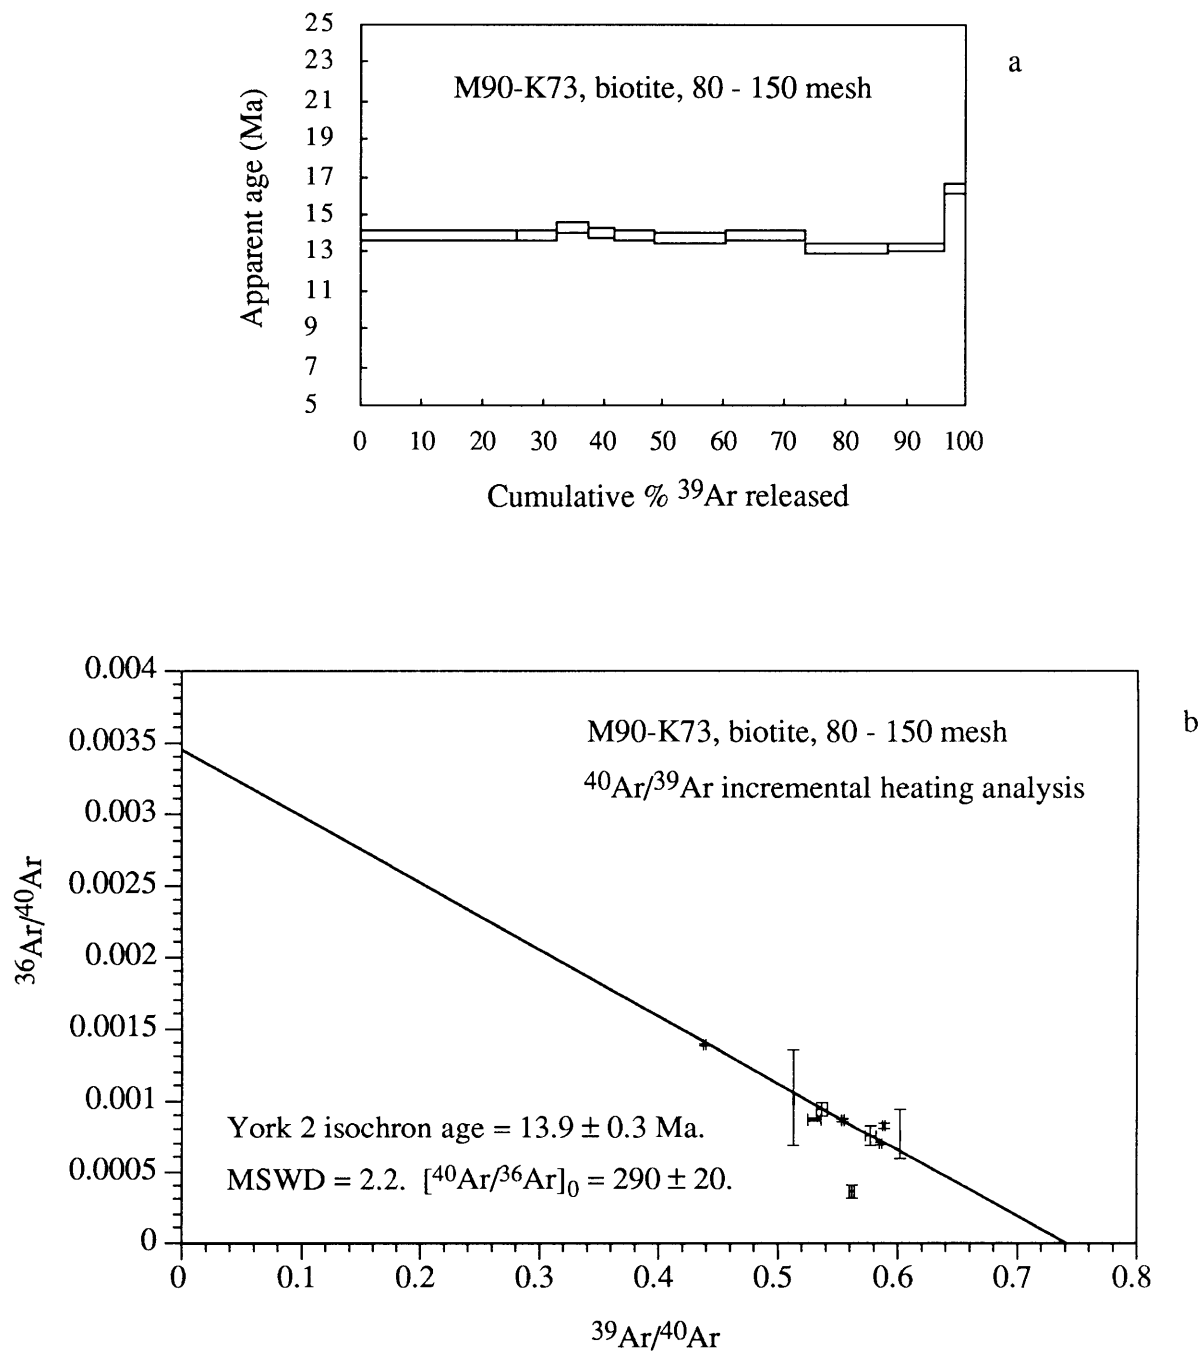 25
a
23
M90-K73, biotite, 80 - 150 mesh
21
19
17
15
13
11
9
7
5
Apparent age (Ma)
0 10 20 30 40 50 60 70 80 90 100
Cumulative % ³⁹Ar released
0.004
b
M90-K73, biotite, 80 - 150 mesh
0.0035
⁴⁰Ar/³⁹Ar incremental heating analysis
0.003
0.0025
0.002
0.0015
0.001
0.0005
0
³⁶Ar/⁴⁰Ar
York 2 isochron age = 13.9 ± 0.3 Ma.
MSWD = 2.2. [⁴⁰Ar/³⁶Ar]₀ = 290 ± 20.
0 0.1 0.2 0.3 0.4 0.5 0.6 0.7 0.8
³⁹Ar/⁴⁰Ar